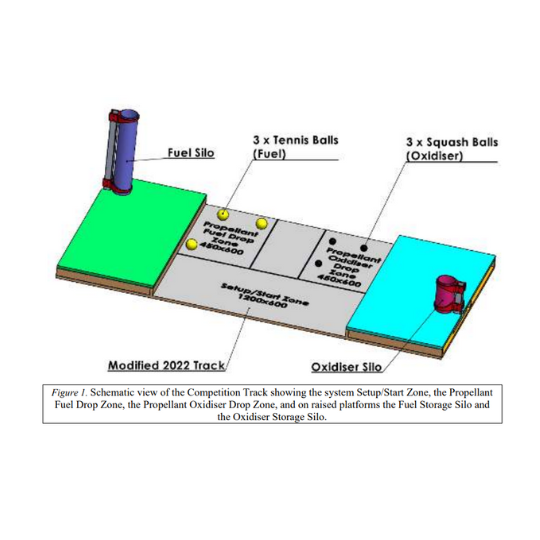 Fuel Silo
3 x Tennis Balls
(Fuel)
3 x Squash Balls
(Oxidiser)
Propellant
Fuel Drop
Zone
450x600
Propellant
Oxidiser
Drop
Zone
450x600
Setup/Start Zone
1200x600
Modified 2022 Track
Oxidiser Silo
Figure 1. Schematic view of the Competition Track showing the system Setup/Start Zone, the Propellant
Fuel Drop Zone, the Propellant Oxidiser Drop Zone, and on raised platforms the Fuel Storage Silo and
the Oxidiser Storage Silo.